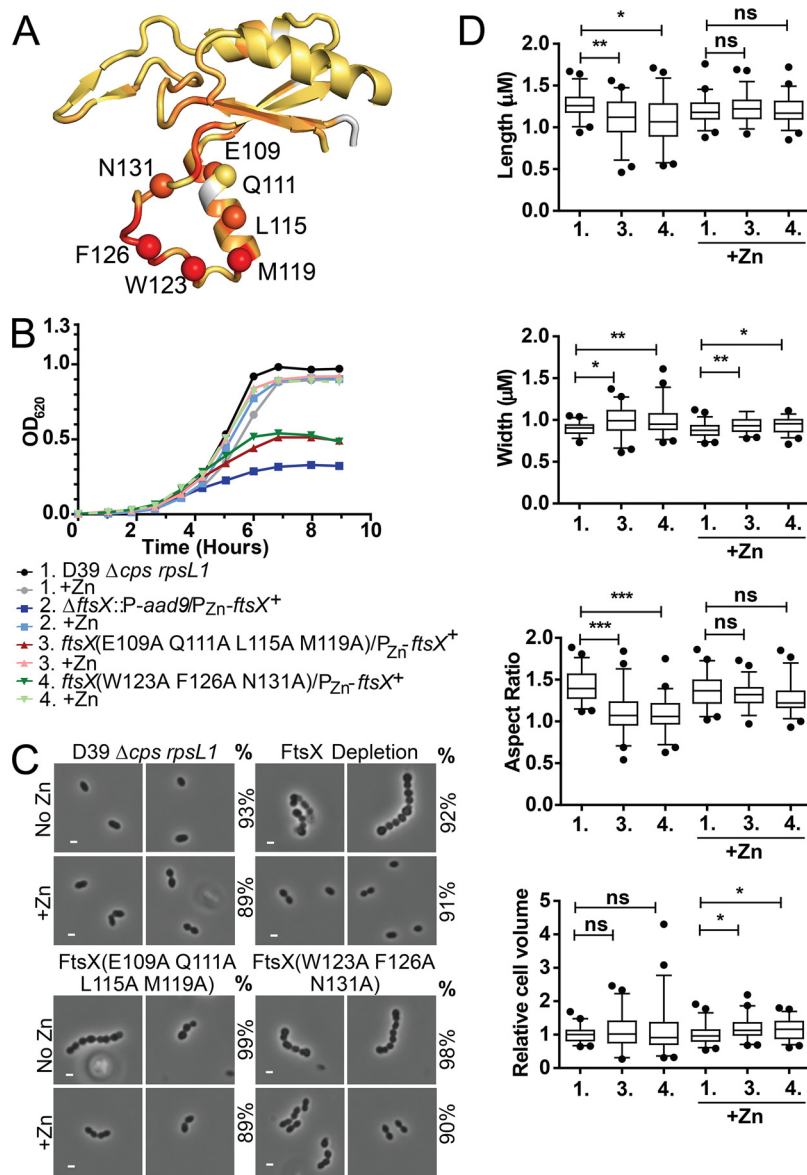 A
E109
N131
Q111
L115
F126
W123
M119
B
1.3
1.0
0.5
0.0
OD620
0 2 4 6 8 10
Time (Hours)
1. D39 Δcps rpsL1
1. +Zn
2. ΔftsX::P-aad9/PZn-ftsX+
2. +Zn
3. ftsX(E109A Q111A L115A M119A)/PZn-ftsX+
3. +Zn
4. ftsX(W123A F126A N131A)/PZn-ftsX+
4. +Zn
C
D39 Δcps rpsL1 % FtsX Depletion %
No Zn 93% 92%
+Zn 89% 91%
FtsX(E109A Q111A L115A M119A) % FtsX(W123A F126A N131A) %
No Zn 99% 98%
+Zn 89% 90%
D
Length (μM)
2.0
1.5
1.0
0.5
0.0
* ns
** ns
1. 3. 4. 1. 3. 4.
+Zn
Width (μM)
2.0
1.5
1.0
0.5
0.0
** *
* **
1. 3. 4. 1. 3. 4.
+Zn
Aspect Ratio
2.0
1.5
1.0
0.5
0.0
*** ns
*** ns
1. 3. 4. 1. 3. 4.
+Zn
Relative cell volume
5
4
3
2
1
0
ns *
ns *
1. 3. 4. 1. 3. 4.
+Zn